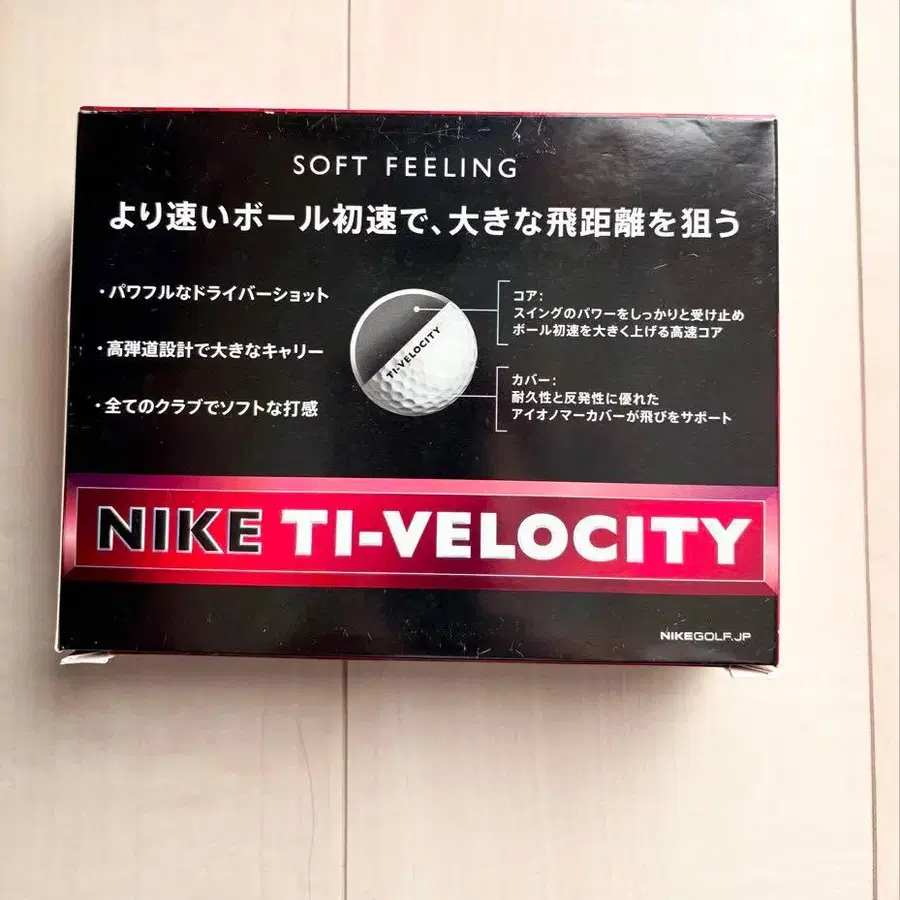 SOFT FEELING
より速いボール初速で、大きな飛距離を狙う
・パワフルなドライバーショット
・高弾道設計で大きなキャリー
・全てのクラブでソフトな打感
TI-VELOCITY
コア:
スイングのパワーをしっかりと受け止め
ボール初速を大きく上げる高速コア
カバー:
耐久性と反発性に優れた
アイオノマーカバーが飛びをサポート
NIKE TI-VELOCITY
NIKEGOLF.JP